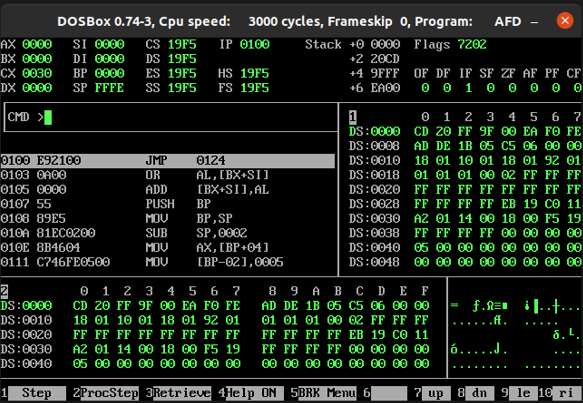 DOSBox 0.74-3, Cpu speed: 3000 cycles, Frameskip 0, Program: AFD
AX 0000 SI 0000 CS 19F5 IP 0100 Stack +0 0000 Flags 7202
BX 0000 DI 0000 DS 19F5 +2 20CD
CX 0030 BP 0000 ES 19F5 HS 19F5 +4 9FFF OF DF IF SF ZF AF PF CF
DX 0000 SP FFFE SS 19F5 FS 19F5 +6 EA00 0 0 1 0 0 0 0 0
CMD >
1 0 1 2 3 4 5 6 7
DS:0000 CD 20 FF 9F 00 EA F0 FE
DS:0008 AD DE 1B 05 C5 06 00 00
DS:0010 18 01 10 01 18 01 92 01
DS:0018 01 01 01 00 02 FF FF FF
DS:0020 FF FF FF FF FF FF FF FF
DS:0028 FF FF FF FF EB 19 C0 11
DS:0030 A2 01 14 00 18 00 F5 19
DS:0038 FF FF FF FF 00 00 00 00
DS:0040 05 00 00 00 00 00 00 00
DS:0048 00 00 00 00 00 00 00 00
0100 E92100 JMP 0124
0103 0A00 OR AL,[BX+SI]
0105 0000 ADD [BX+SI],AL
0107 55 PUSH BP
0108 89E5 MOV BP,SP
010A 81EC0200 SUB SP,0002
010E 8B4604 MOV AX,[BP+04]
0111 C746FE0500 MOV [BP-02],0005
2 0 1 2 3 4 5 6 7 8 9 A B C D E F
DS:0000 CD 20 FF 9F 00 EA F0 FE AD DE 1B 05 C5 06 00 00
DS:0010 18 01 10 01 18 01 92 01 01 01 01 00 02 FF FF FF
DS:0020 FF FF FF FF FF FF FF FF FF FF FF FF EB 19 C0 11
DS:0030 A2 01 14 00 18 00 F5 19 FF FF FF FF 00 00 00 00
DS:0040 05 00 00 00 00 00 00 00 00 00 00 00 00 00 00 00
1 Step 2 ProcStep 3 Retrieve 4 Help ON 5 BRK Menu 6 7 up 8 dn 9 le 10 ri